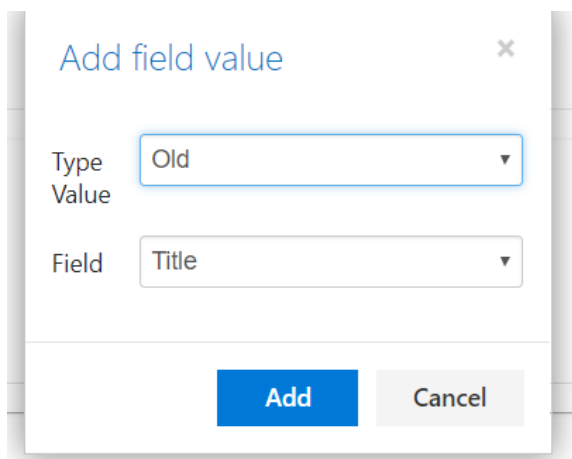 Add field value
×
Type
Value
Old
Field
Title
Add
Cancel